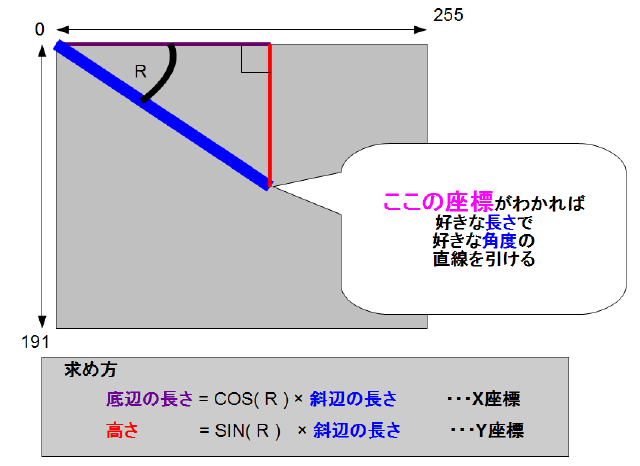 0
255
R
ここの座標がわかれば
好きな長さで
好きな角度の
直線を引ける
191
求め方
底辺の長さ = COS( R ) × 斜辺の長さ ･･･X座標
高さ = SIN( R ) × 斜辺の長さ ･･･Y座標